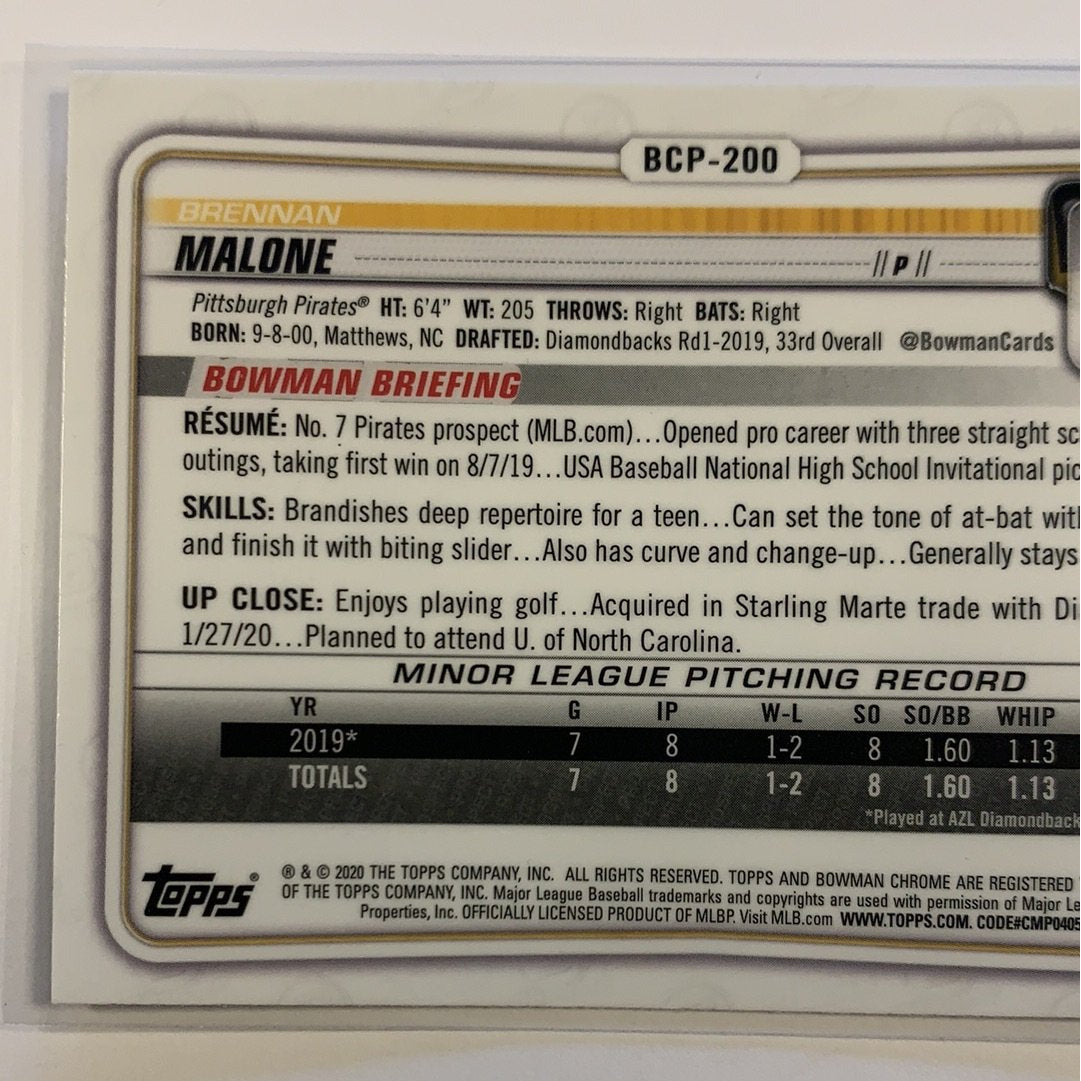 BCP-200
BRENNAN
MALONE
//P//
Pittsburgh Pirates® HT: 6'4" WT: 205 THROWS: Right BATS: Right
BORN: 9-8-00, Matthews, NC DRAFTED: Diamondbacks Rd1-2019, 33rd Overall @BowmanCards
BOWMAN BRIEFING
RÉSUMÉ: No. 7 Pirates prospect (MLB.com)...Opened pro career with three straight sc
outings, taking first win on 8/7/19...USA Baseball National High School Invitational pic
SKILLS: Brandishes deep repertoire for a teen...Can set the tone of at-bat wit
and finish it with biting slider...Also has curve and change-up...Generally stays
UP CLOSE: Enjoys playing golf...Acquired in Starling Marte trade with Di
1/27/20...Planned to attend U. of North Carolina.
MINOR LEAGUE PITCHING RECORD
YR G IP W-L SO SO/BB WHIP
2019* 7 8 1-2 8 1.60 1.13
TOTALS 7 8 1-2 8 1.60 1.13
*Played at AZL Diamondback
TOPPS® ® & © 2020 THE TOPPS COMPANY, INC. ALL RIGHTS RESERVED. TOPPS AND BOWMAN CHROME ARE REGISTERED
OF THE TOPPS COMPANY, INC. Major League Baseball trademarks and copyrights are used with permission of Major Le
Properties, Inc. OFFICIALLY LICENSED PRODUCT OF MLBP. Visit MLB.com WWW.TOPPS.COM. CODE#CMP0405